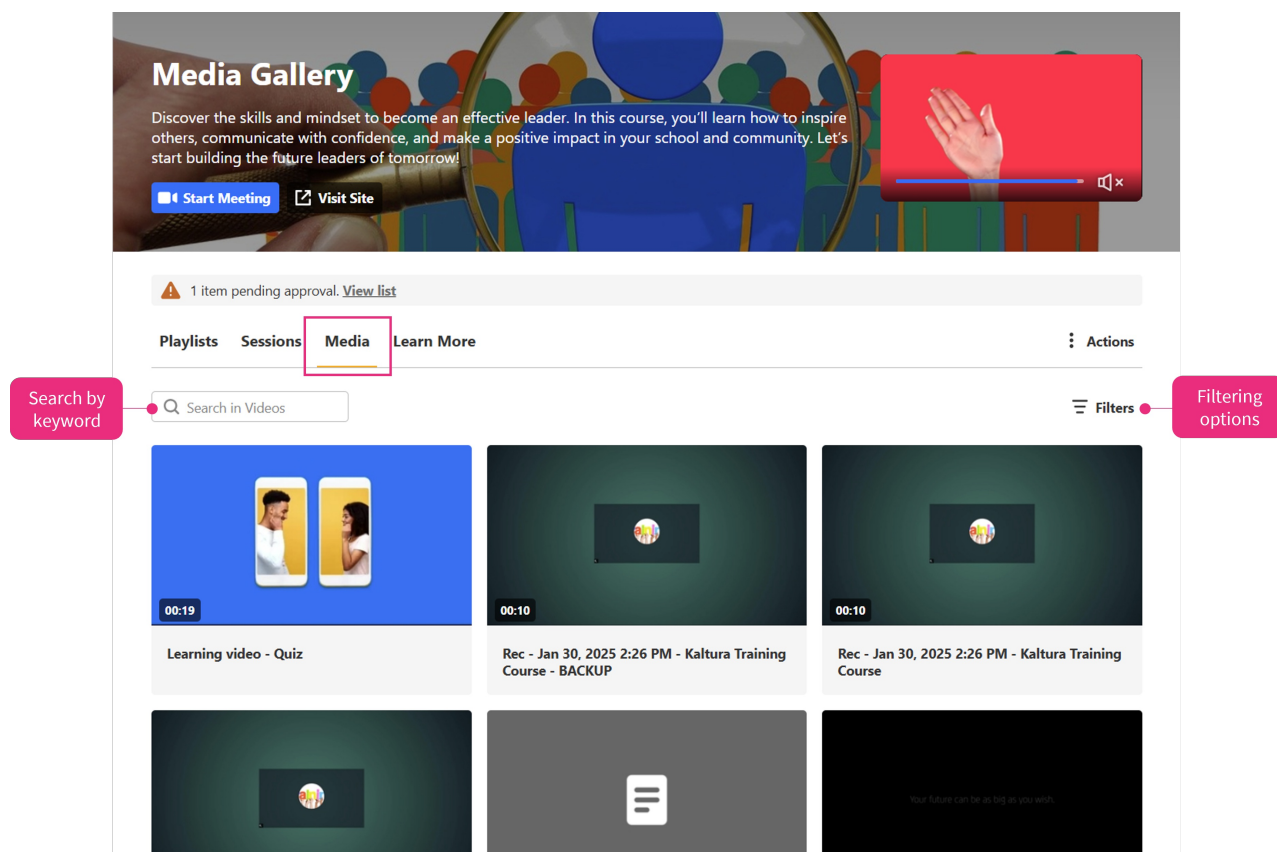 Media Gallery
Discover the skills and mindset to become an effective leader. In this course, you'll learn how to inspire
others, communicate with confidence, and make a positive impact in your school and community. Let's
start building the future leaders of tomorrow!
Start Meeting
Visit Site
1 item pending approval. View list
Playlists
Sessions
Media
Learn More
Actions
Search by
keyword
Search in Videos
Filters
Filtering
options
00:19
00:10
00:10
Learning video - Quiz
Rec - Jan 30, 2025 2:26 PM - Kaltura Training
Course - BACKUP
Rec - Jan 30, 2025 2:26 PM - Kaltura Training
Course
Your future can be as big as you wish.